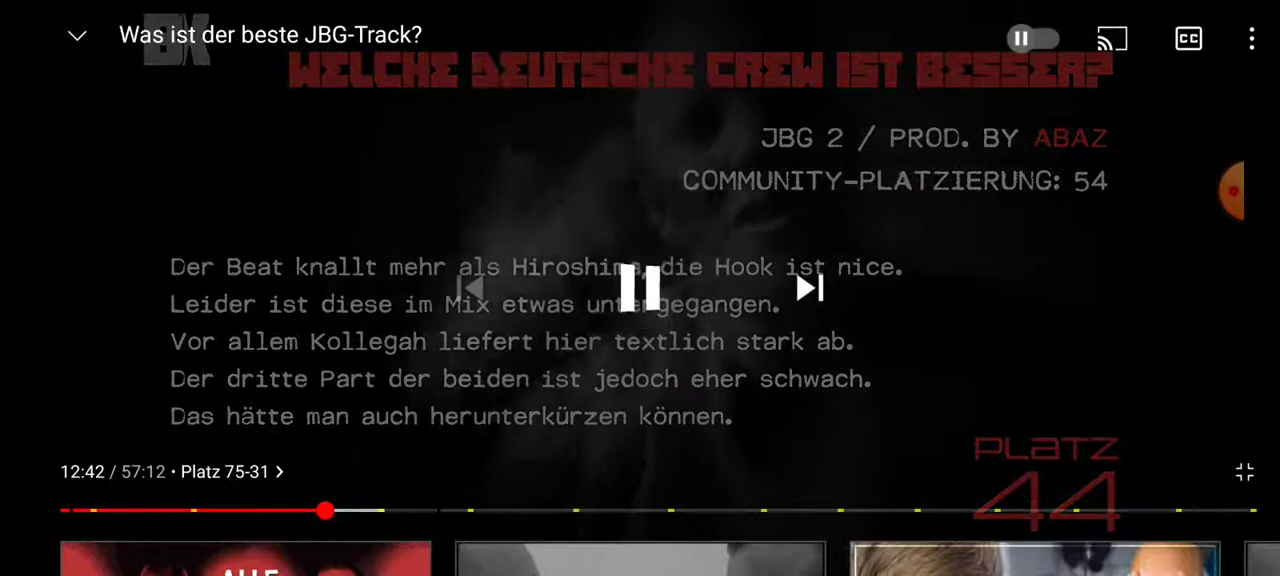 Was ist der beste JBG-Track?
BX
WELCHE DEUTSCHE CREW IST BESSER?
JBG 2 / PROD. BY ABAZ
COMMUNITY-PLATZIERUNG: 54
Der Beat knallt mehr als Hiroshima, die Hook ist nice.
Leider ist diese im Mix etwas untergegangen.
Vor allem Kollegah liefert hier textlich stark ab.
Der dritte Part der beiden ist jedoch eher schwach.
Das hätte man auch herunterkürzen können.
PLATZ
44
12:42 / 57:12 • Platz 75-31
CC
ALLE